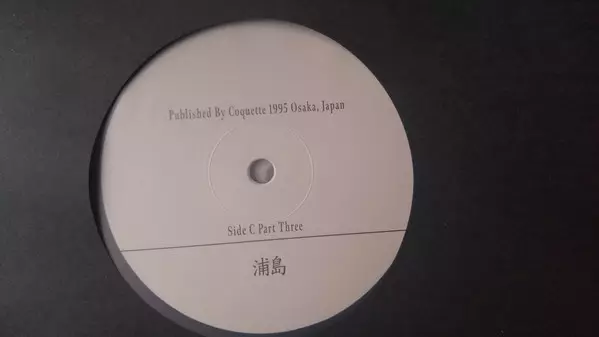 Published By Coquette 1995 Osaka, Japan
Side C Part Three
浦島